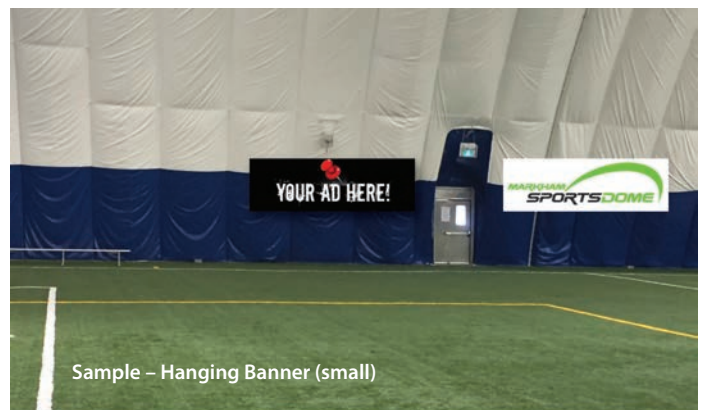 YOUR AD HERE!
MARKHAM
SPORTSDOME
Sample – Hanging Banner (small)